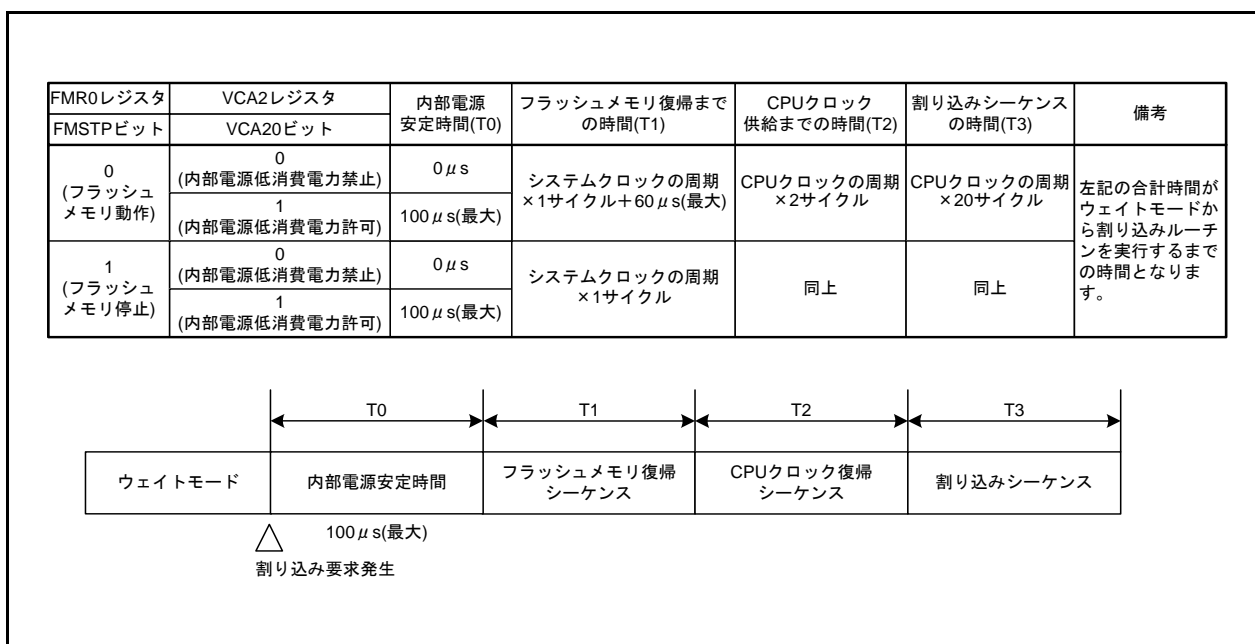 FMR0レジスタ
VCA2レジスタ
内部電源
安定時間(T0)
フラッシュメモリ復帰まで
の時間(T1)
CPUクロック
供給までの時間(T2)
割り込みシーケンス
の時間(T3)
備考
FMSTPビット
VCA20ビット
0
(フラッシュ
メモリ動作)
0
(内部電源低消費電力禁止)
0μs
システムクロックの周期
×1サイクル+60μs(最大)
CPUクロックの周期
×2サイクル
CPUクロックの周期
×20サイクル
左記の合計時間が
ウェイトモードか
ら割り込みルーチ
ンを実行するまで
の時間となりま
す。
1
(内部電源低消費電力許可)
100μs(最大)
1
(フラッシュ
メモリ停止)
0
(内部電源低消費電力禁止)
0μs
システムクロックの周期
×1サイクル
同上
同上
1
(内部電源低消費電力許可)
100μs(最大)
T0
T1
T2
T3
ウェイトモード
内部電源安定時間
フラッシュメモリ復帰
シーケンス
CPUクロック復帰
シーケンス
割り込みシーケンス
100μs(最大)
割り込み要求発生